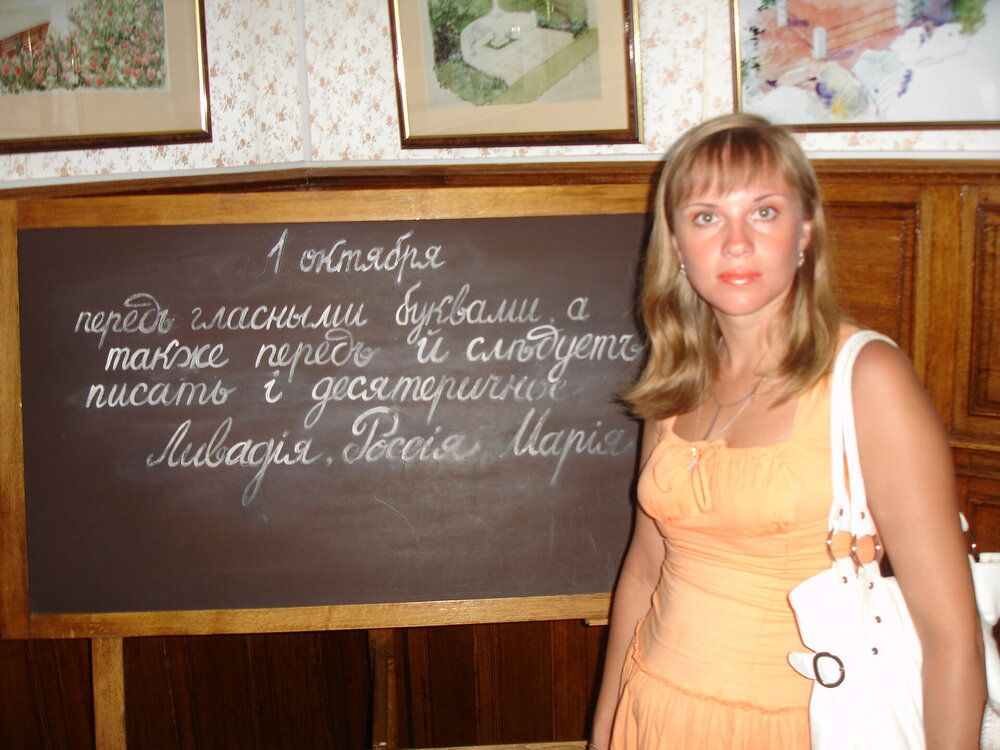 1 октября
передъ гласными буквами, а
также передъ й слѣдуетъ
писать і десятеричное
Ливадія, Россія, Марія